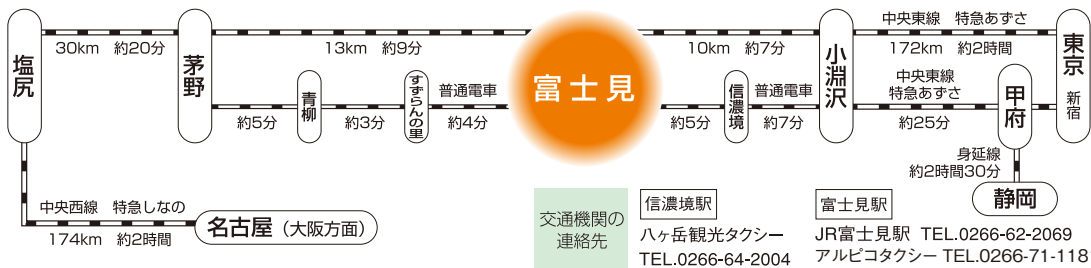 塩尻
30km 約20分
茅野
13km 約9分
富士見
10km 約7分
小淵沢
中央東線 特急あずさ
172km 約2時間
東京
新宿
約5分
青柳
約3分
すずらんの里
普通電車
約4分
約5分
信濃境
普通電車
約7分
中央東線
特急あずさ
約25分
甲府
身延線
約2時間30分
静岡
中央西線 特急しなの
174km 約2時間
名古屋（大阪方面）
交通機関の
連絡先
信濃境駅
八ヶ岳観光タクシー
TEL.0266-64-2004
富士見駅
JR富士見駅 TEL.0266-62-2069
アルピコタクシー TEL.0266-71-118